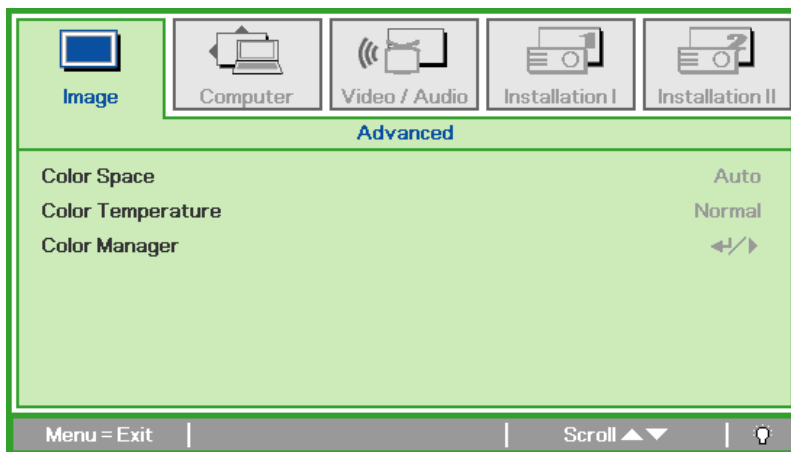 Image Computer Video / Audio Installation I Installation II
Advanced
Color Space Auto
Color Temperature Normal
Color Manager
Menu = Exit Scroll